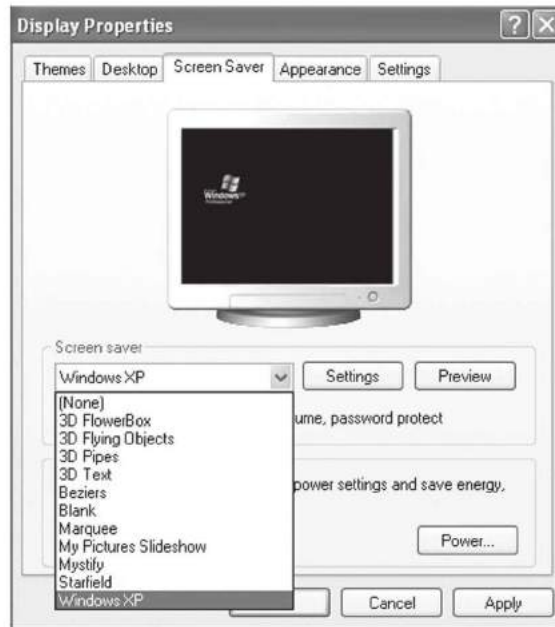 Display Properties
Themes Desktop Screen Saver Appearance Settings
Windows
Screen saver
Windows XP Settings Preview
(None)
3D FlowerBox
3D Flying Objects
ume, password protect
3D Pipes
3D Text
Beziers
power settings and save energy,
Blank
Marquee
My Pictures Slideshow
Power...
Mystify
Starfield
Windows XP
Cancel Apply